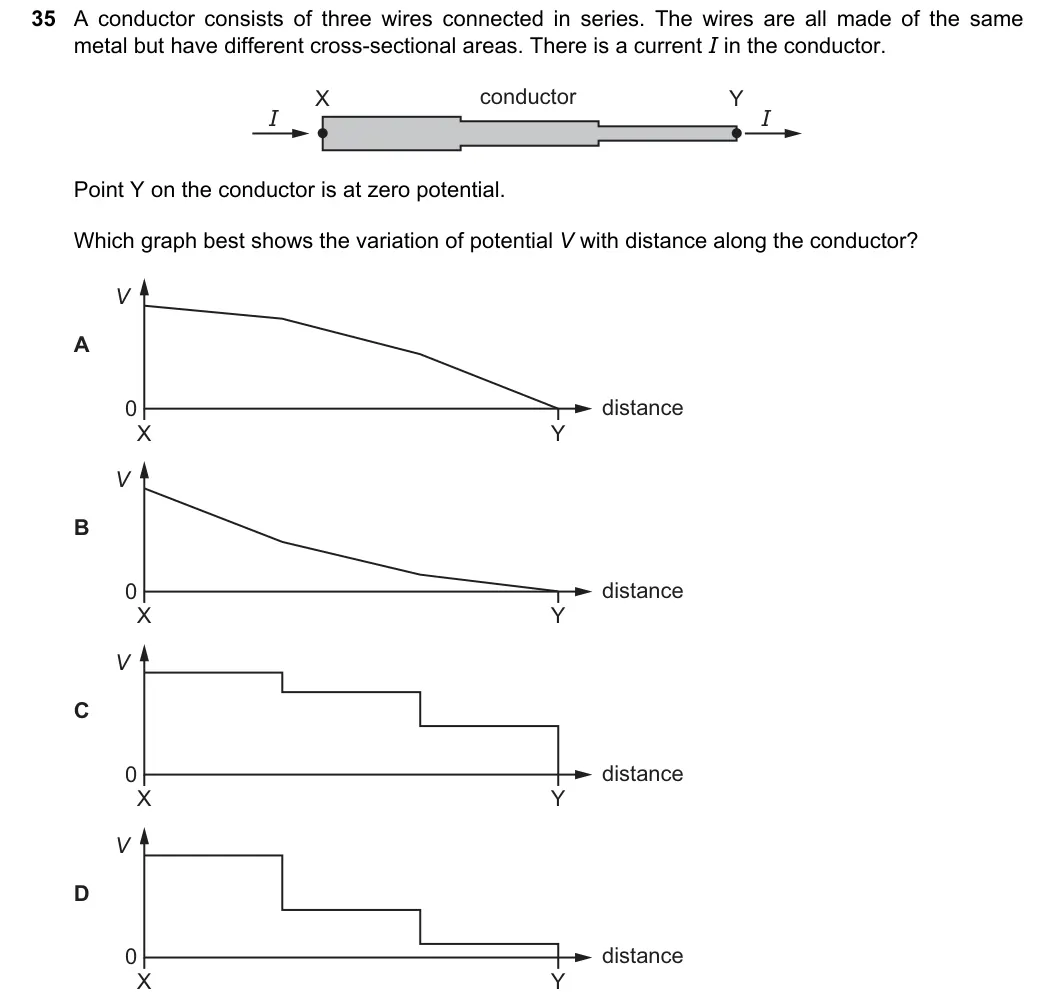 35 A conductor consists of three wires connected in series. The wires are all made of the same
metal but have different cross-sectional areas. There is a current I in the conductor.
X conductor Y
I I
Point Y on the conductor is at zero potential.
Which graph best shows the variation of potential V with distance along the conductor?
V
A
0 distance
X Y
V
B
0 distance
X Y
V
C
0 distance
X Y
V
D
0 distance
X Y